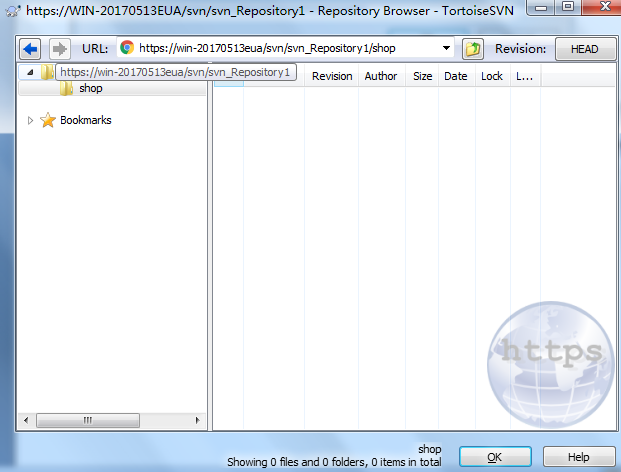 https://WIN-20170513EUA/svn/svn_Repository1 - Repository Browser - TortoiseSVN
URL: https://win-20170513eua/svn/svn_Repository1/shop Revision: HEAD
https://win-20170513eua/svn/svn_Repository1
Revision Author Size Date Lock L...
shop
Bookmarks
https
shop
Showing 0 files and 0 folders, 0 items in total
OK Help